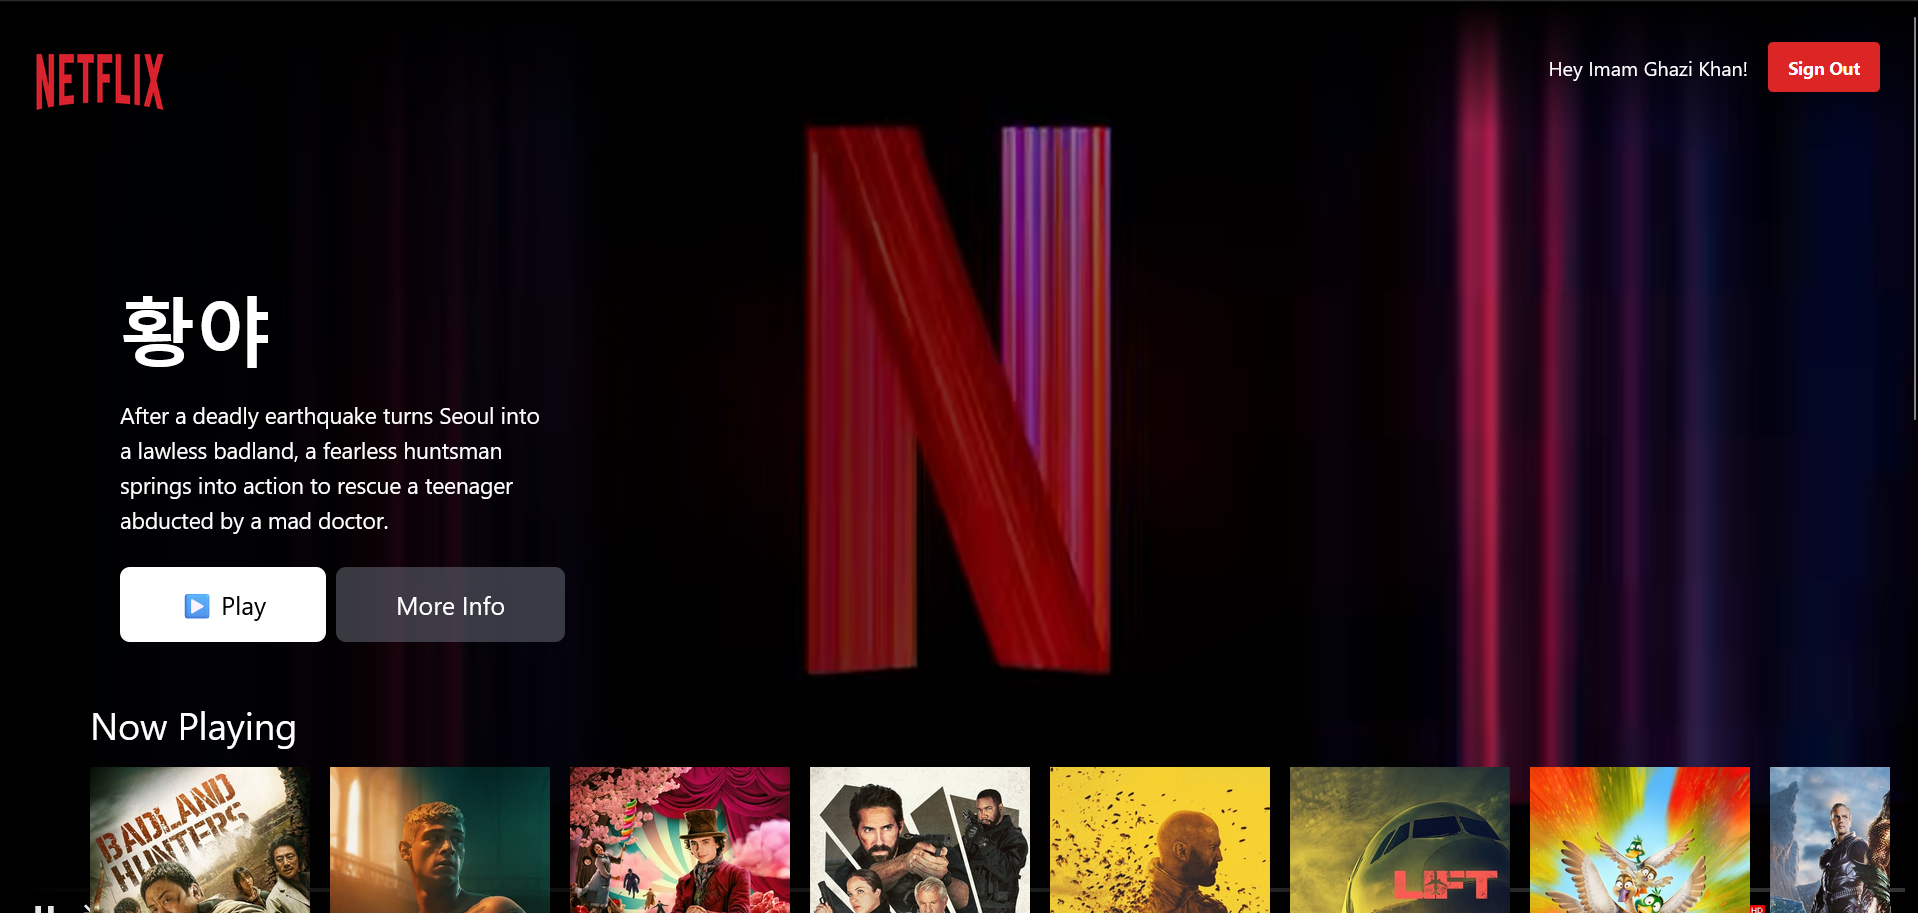 NETFLIX
Hey Imam Ghazi Khan!
Sign Out
황야
After a deadly earthquake turns Seoul into
a lawless badland, a fearless huntsman
springs into action to rescue a teenager
abducted by a mad doctor.
Play
More Info
Now Playing
BADLAND
HUNTERS
LIFT
HD